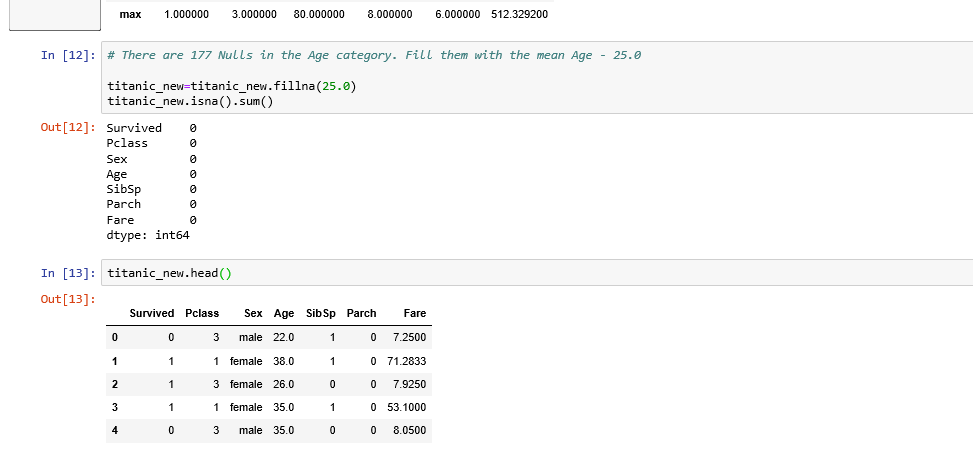 max 1.000000 3.000000 80.000000 8.000000 6.000000 512.329200
In [12]: # There are 177 Nulls in the Age category. Fill them with the mean Age - 25.0
titanic_new=titanic_new.fillna(25.0)
titanic_new.isna().sum()
Out[12]: Survived 0
Pclass 0
Sex 0
Age 0
SibSp 0
Parch 0
Fare 0
dtype: int64
In [13]: titanic_new.head()
Out[13]:
Survived Pclass Sex Age SibSp Parch Fare
0 0 3 male 22.0 1 0 7.2500
1 1 1 female 38.0 1 0 71.2833
2 1 3 female 26.0 0 0 7.9250
3 1 1 female 35.0 1 0 53.1000
4 0 3 male 35.0 0 0 8.0500